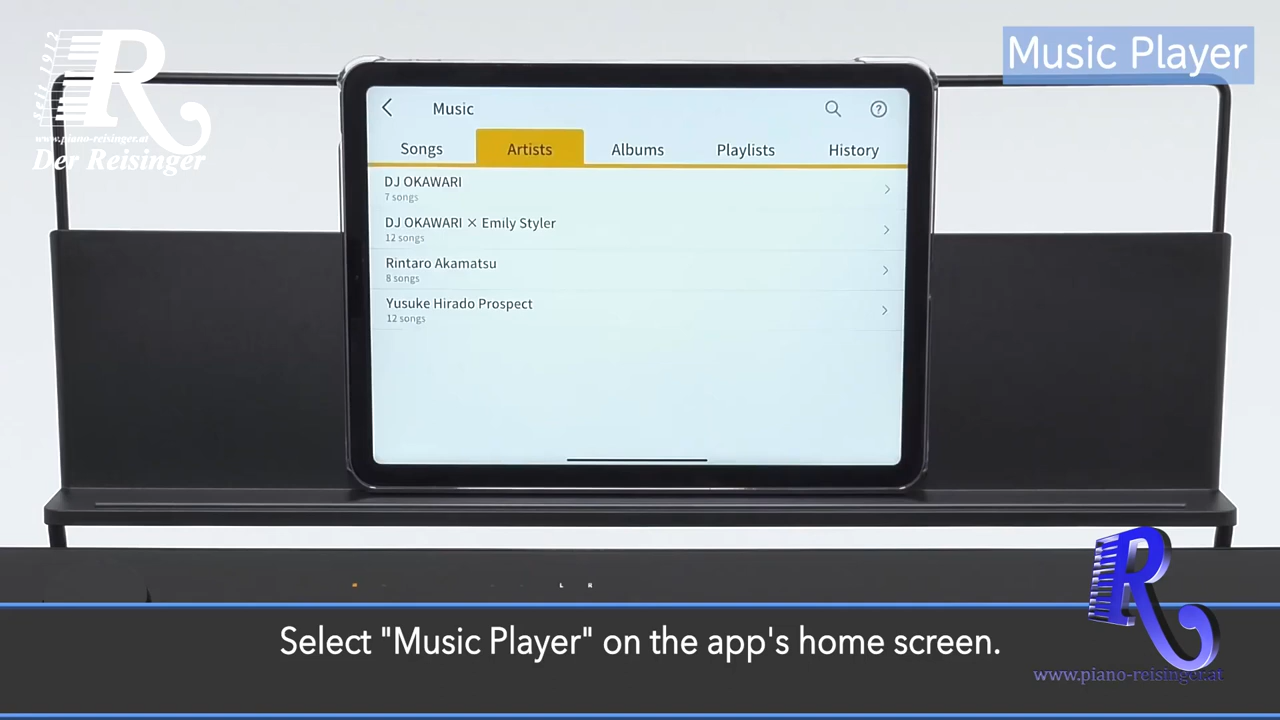 Seit 1912
www.piano-reisinger.at
Der Reisinger
Music Player
Music
Songs
Artists
Albums
Playlists
History
DJ OKAWARI
7 songs
DJ OKAWARI × Emily Styler
12 songs
Rintaro Akamatsu
8 songs
Yusuke Hirado Prospect
12 songs
L R
Select "Music Player" on the app's home screen.
R
www.piano-reisinger.at